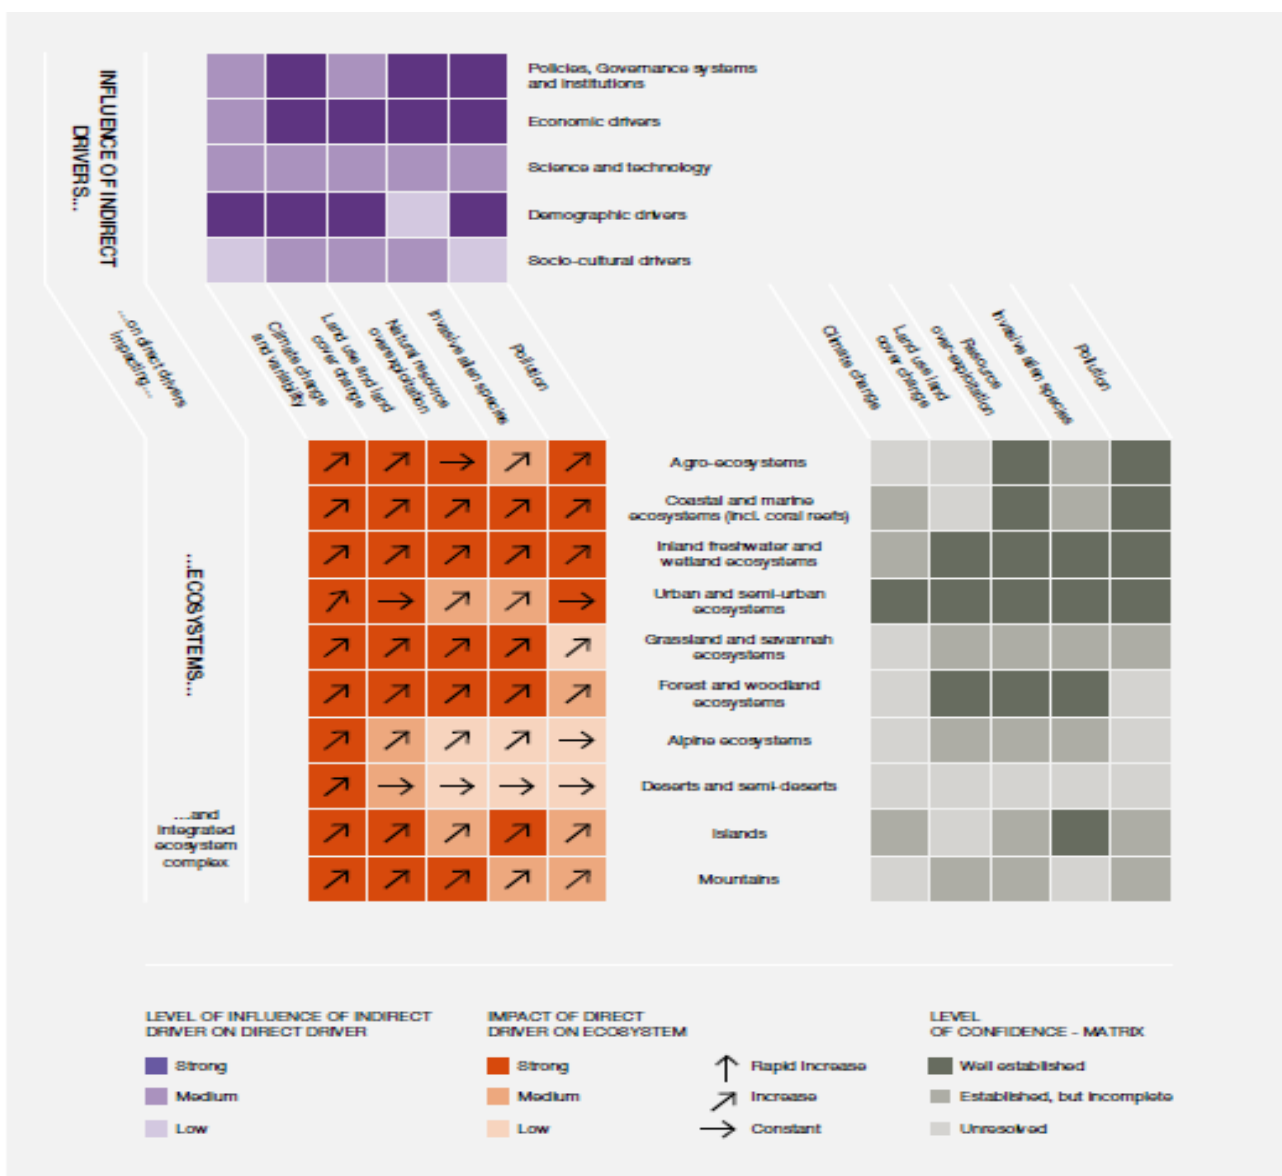 INFLUENCE OF INDIRECT
DRIVERS...
Policies, Governance systems
and Institutions
Economic drivers
Science and technology
Demographic drivers
Socio-cultural drivers
...on direct drivers
impacting...
Climate change
and variability
Land use and land
cover change
Natural resource
overexploitation
Invasive alien species
Pollution
Climate change
Land use land
cover change
Resource
over-exploitation
Invasive alien species
Pollution
...ECOSYSTEMS...
...and
integrated
ecosystem
complex
Agro-ecosystems
Coastal and marine
ecosystems (incl. coral reefs)
Inland freshwater and
wetland ecosystems
Urban and semi-urban
ecosystems
Grassland and savannah
ecosystems
Forest and woodland
ecosystems
Alpine ecosystems
Deserts and semi-deserts
Islands
Mountains
LEVEL OF INFLUENCE OF INDIRECT
DRIVER ON DIRECT DRIVER
Strong
Medium
Low
IMPACT OF DIRECT
DRIVER ON ECOSYSTEM
Strong
Medium
Low
Rapid Increase
Increase
Constant
LEVEL
OF CONFIDENCE - MATRIX
Well established
Established, but incomplete
Unresolved